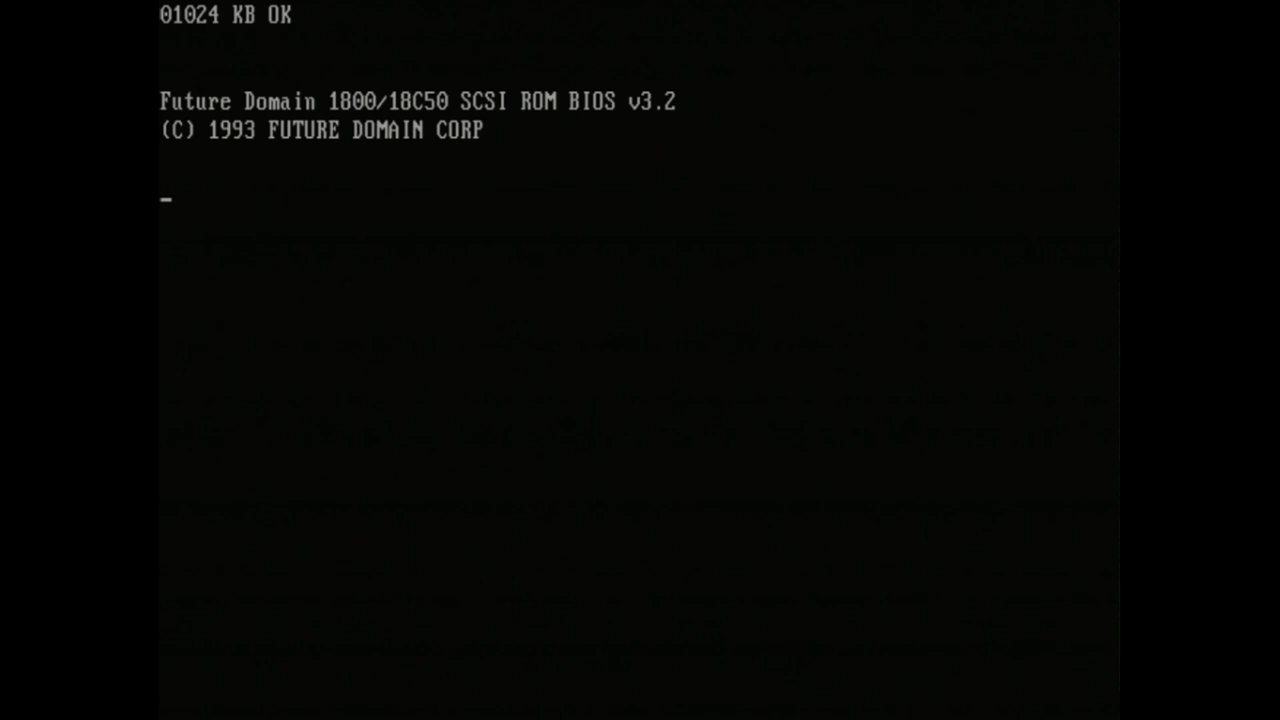 01024 KB OK
Future Domain 1800/18C50 SCSI ROM BIOS v3.2
(C) 1993 FUTURE DOMAIN CORP